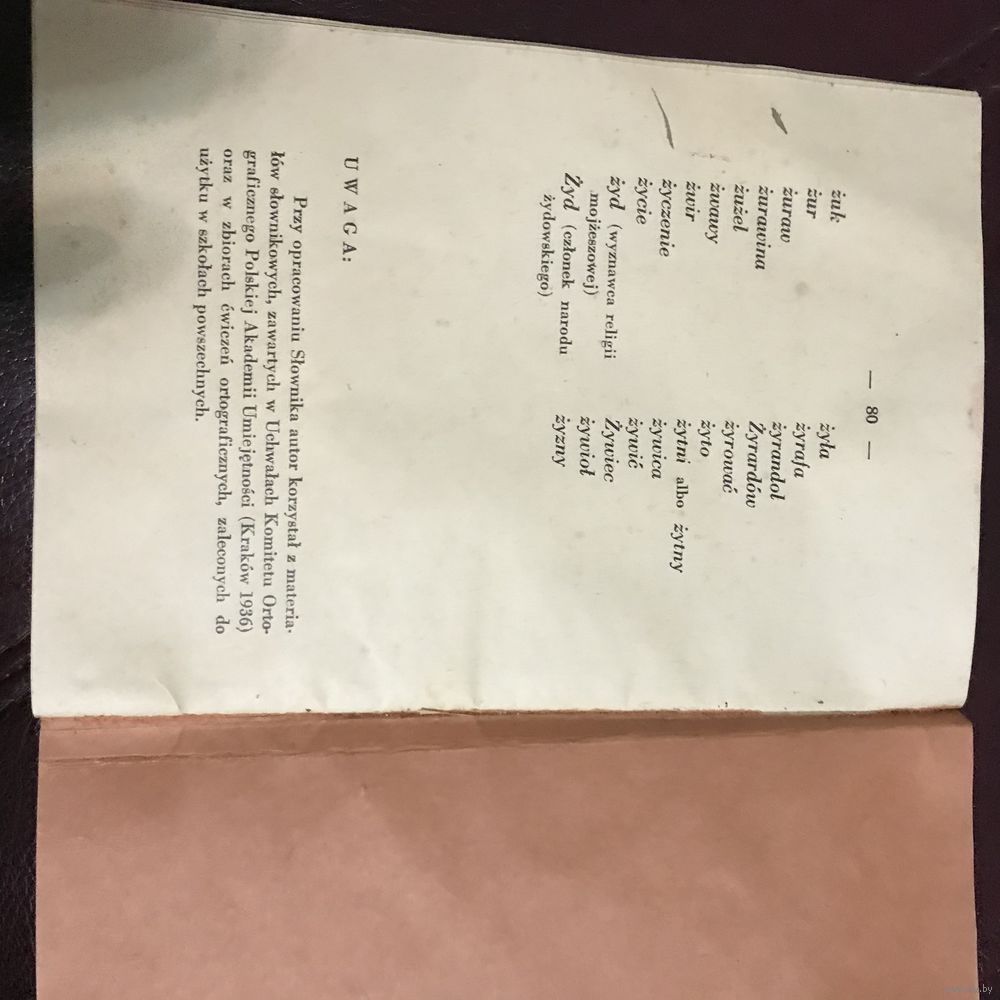 — 80 —
żuk
żur
żuraw
żurawina
żużel
żwawy
żwir
życzenie
życie
żyd (wyznawca religii
mojżeszowej)
Żyd (członek narodu
żydowskiego)
żyła
żyrafa
żyrandol
Żyrardów
żyrować
żyto
żytni albo żytny
żywica
żywić
Żywiec
żywioł
żyzny
UWAGA:
Przy opracowaniu Słownika autor korzystał z materia-
łów słownikowych, zawartych w Uchwałach Komitetu Orto-
graficznego Polskiej Akademii Umiejętności (Kraków 1936)
oraz w zbiorach ćwiczeń ortograficznych, zaleconych do
użytku w szkołach powszechnych.